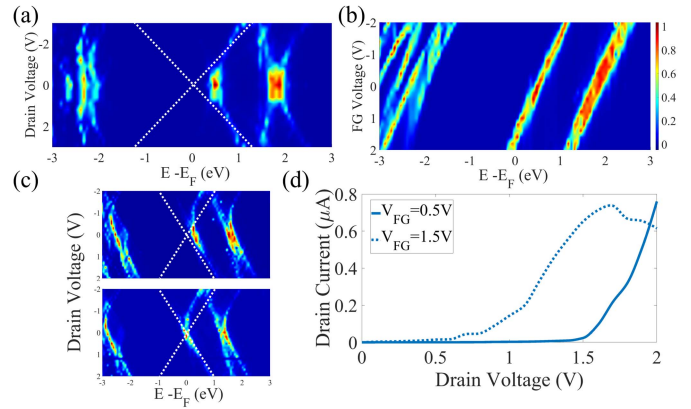 (a)
Drain Voltage (V)
-2
0
2
-3 -2 -1 0 1 2 3
E -E_F (eV)
(b)
FG Voltage (V)
-2
-1
0
1
2
-3 -2 -1 0 1 2 3
E -E_F (eV)
1
0.8
0.6
0.4
0.2
0
(c)
Drain Voltage (V)
-2
-1
0
1
2
-2
-1
0
1
2
-3 -2 -1 0 1 2 3
E -E_F (eV)
(d)
Drain Current (μA)
0.8
0.6
0.4
0.2
0
V_FG=0.5V
V_FG=1.5V
0 0.5 1 1.5 2
Drain Voltage (V)